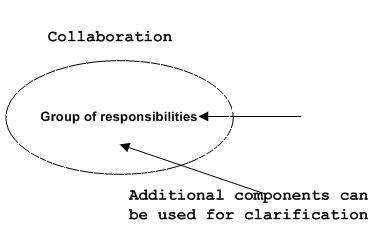 Collaboration
Group of responsibilities
Additional components can
be used for clarification